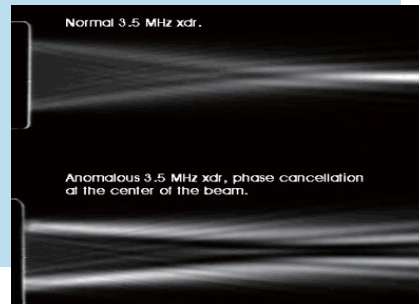 Normal 3.5 MHz xdr.
Anomalous 3.5 MHz xdr, phase cancellation
at the center of the beam.